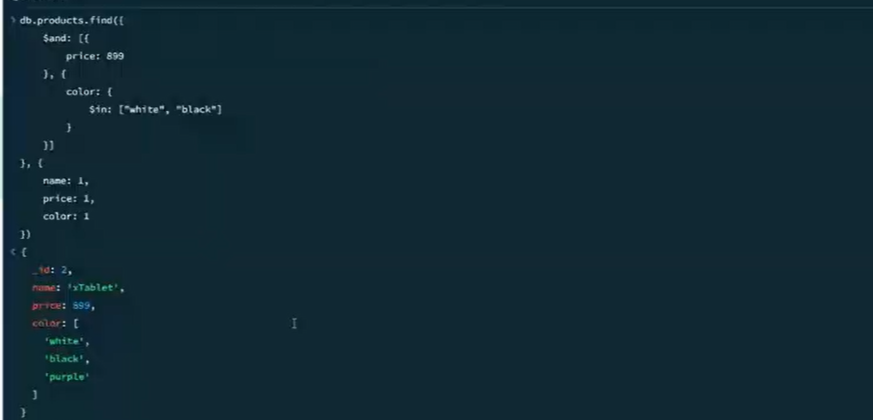 > db.products.find({
$and: [{
price: 899
}, {
color: {
$in: ["white", "black"]
}
}]
}, {
name: 1,
price: 1,
color: 1
})
< {
_id: 2,
name: 'xTablet',
price: 899,
color: [
'white',
'black',
'purple'
]
}